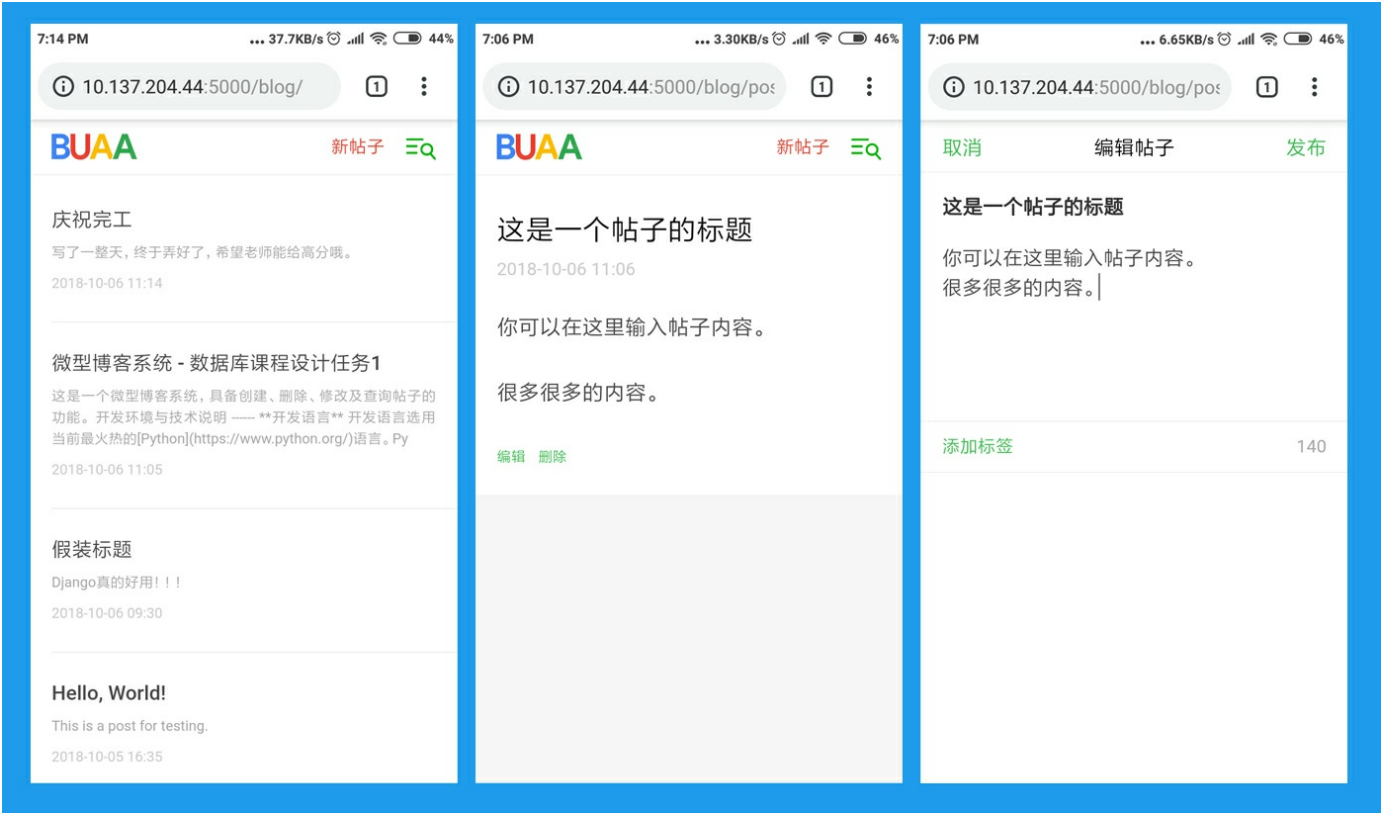 7:14 PM
... 37.7KB/s 44%
10.137.204.44:5000/blog/
1
BUAA
新帖子
庆祝完工
写了一整天，终于弄好了，希望老师能给高分哦。
2018-10-06 11:14
微型博客系统 - 数据库课程设计任务1
这是一个微型博客系统，具备创建、删除、修改及查询帖子的
功能。开发环境与技术说明 ------ **开发语言** 开发语言选用
当前最火热的[Python](https://www.python.org/)语言。Py
2018-10-06 11:05
假装标题
Django真的好用！！！
2018-10-06 09:30
Hello, World!
This is a post for testing.
2018-10-05 16:35
7:06 PM
... 3.30KB/s 46%
10.137.204.44:5000/blog/pos
1
BUAA
新帖子
这是一个帖子的标题
2018-10-06 11:06
你可以在这里输入帖子内容。
很多很多的内容。
编辑 删除
7:06 PM
... 6.65KB/s 46%
10.137.204.44:5000/blog/pos
1
取消 编辑帖子 发布
这是一个帖子的标题
你可以在这里输入帖子内容。
很多很多的内容。
添加标签 140